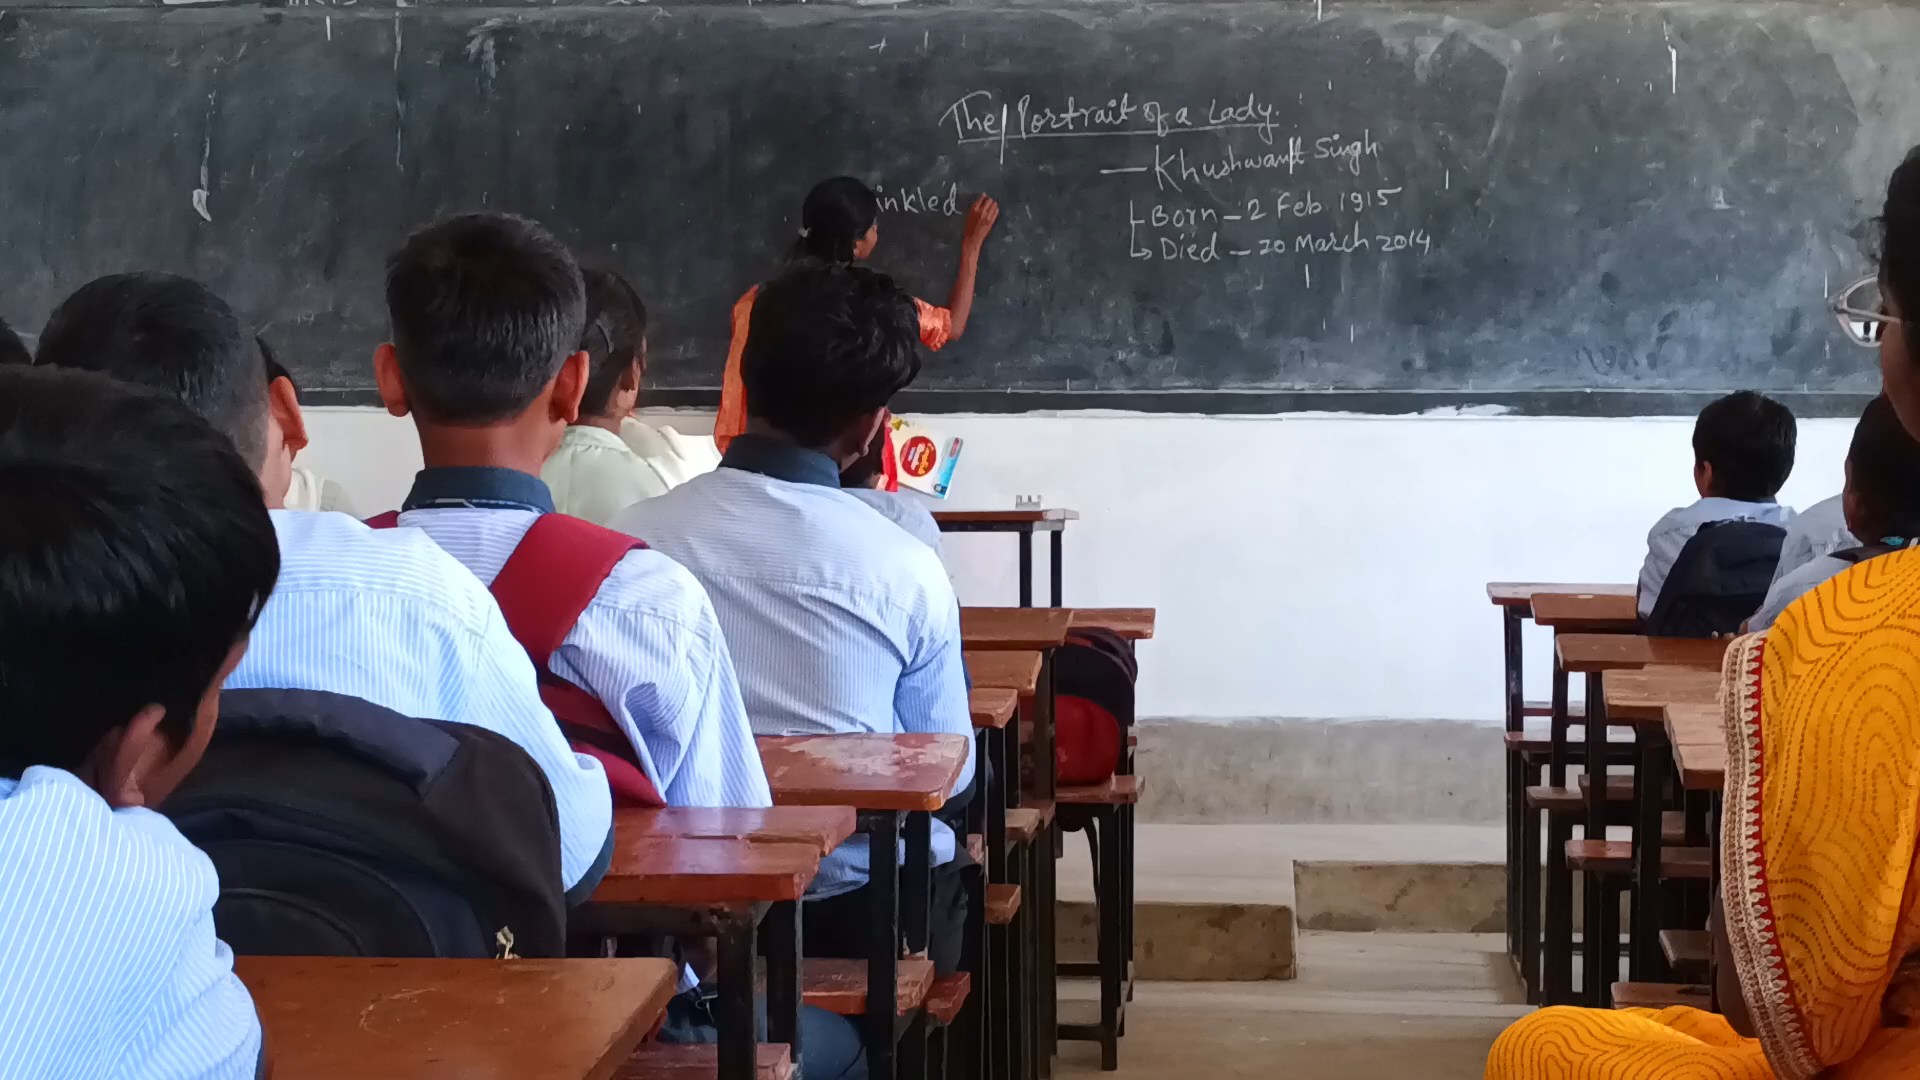 The Portrait of a Lady.
— Khushwant Singh
inkled
Born – 2 Feb 1915
Died – 20 March 2014